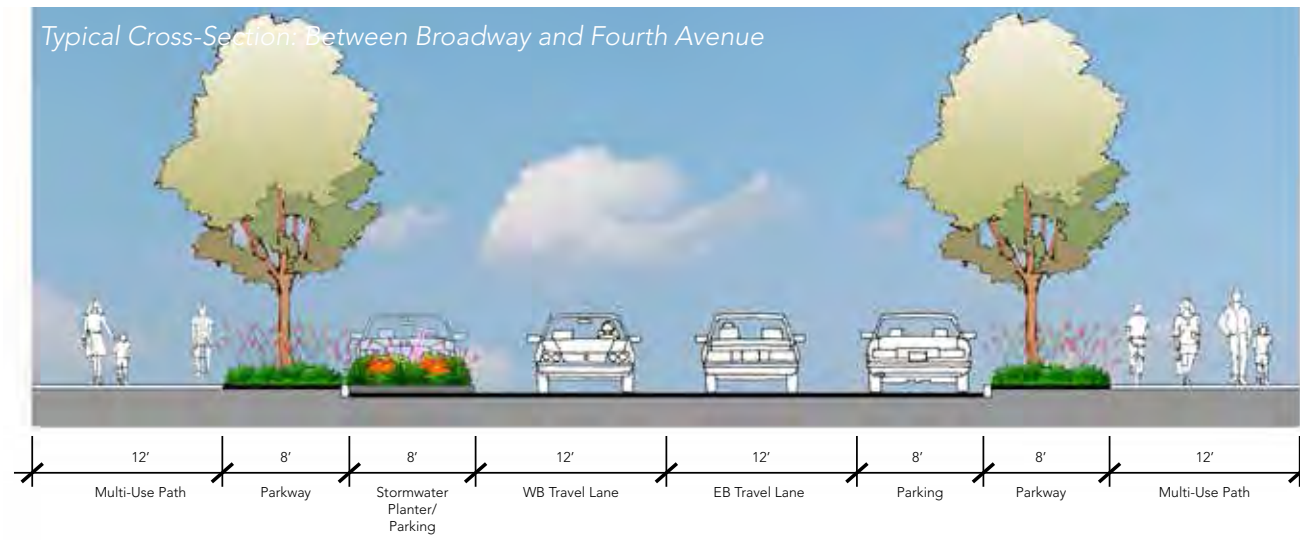 Typical Cross-Section: Between Broadway and Fourth Avenue
12′ 8′ 8′ 12′ 12′ 8′ 8′ 12′
Multi-Use Path Parkway Stormwater WB Travel Lane EB Travel Lane Parking Parkway Multi-Use Path
Planter/
Parking